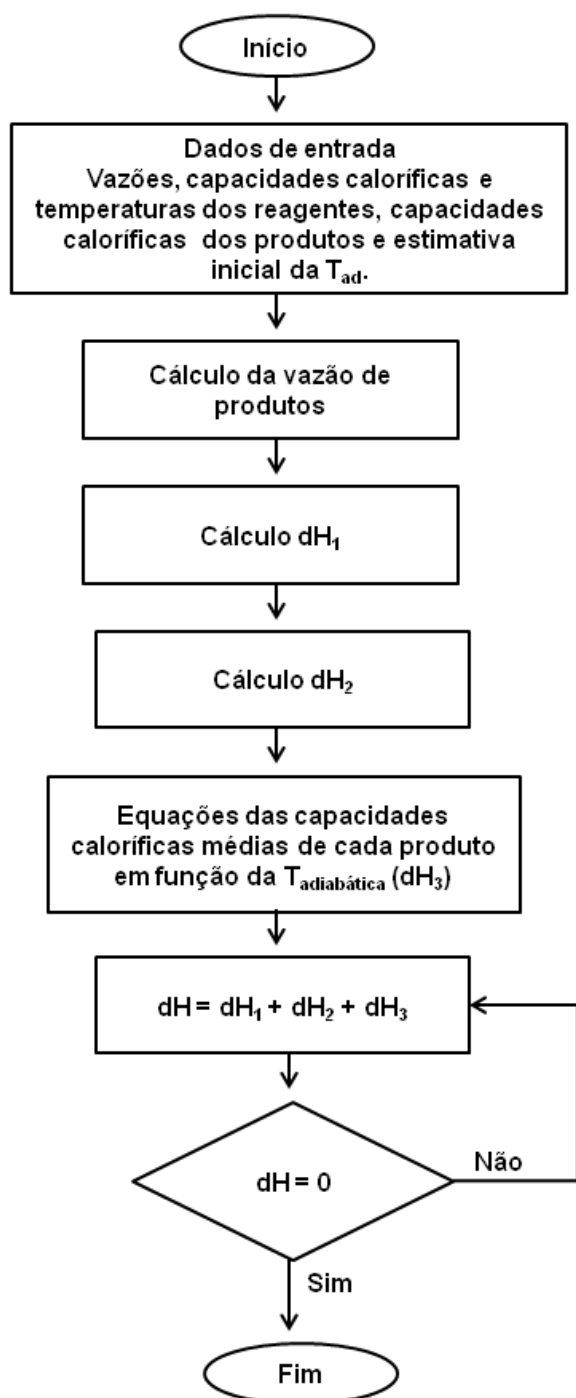 Início
Dados de entrada
Vazões, capacidades caloríficas e
temperaturas dos reagentes, capacidades
caloríficas dos produtos e estimativa
inicial da Tad.
Cálculo da vazão de
produtos
Cálculo dH₁
Cálculo dH₂
Equações das capacidades
caloríficas médias de cada produto
em função da Tadiabática (dH₃)
dH = dH₁ + dH₂ + dH₃
dH = 0
Não
Sim
Fim